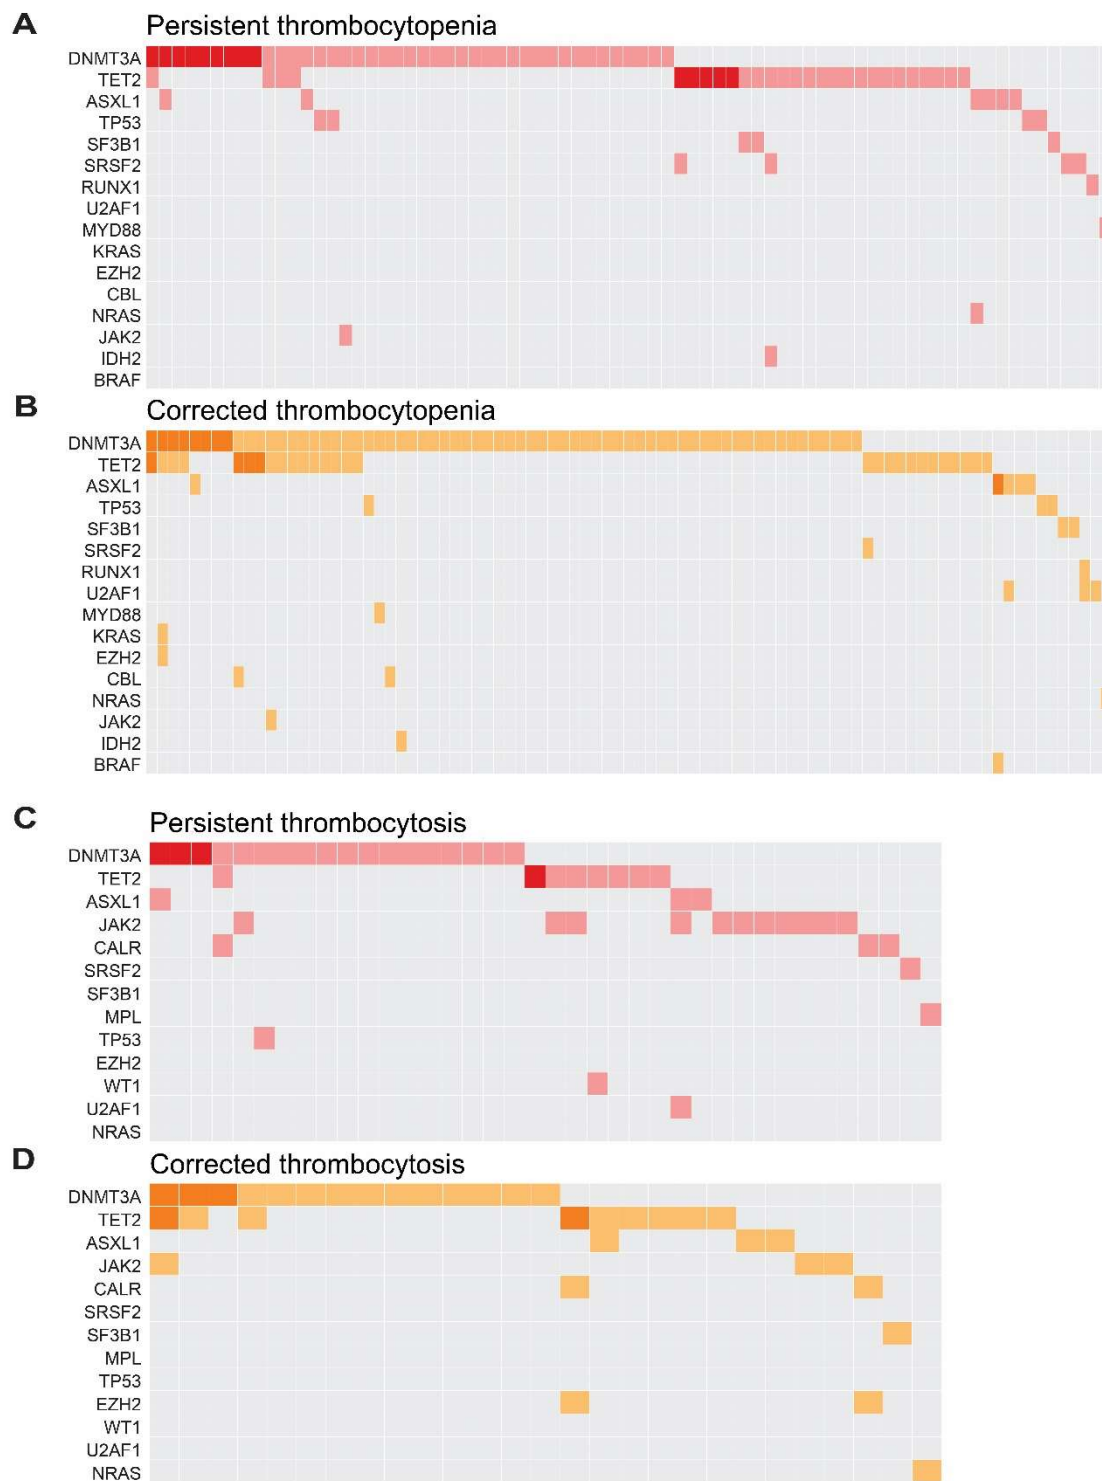 A
Persistent thrombocytopenia
DNMT3A
TET2
ASXL1
TP53
SF3B1
SRSF2
RUNX1
U2AF1
MYD88
KRAS
EZH2
CBL
NRAS
JAK2
IDH2
BRAF
B
Corrected thrombocytopenia
DNMT3A
TET2
ASXL1
TP53
SF3B1
SRSF2
RUNX1
U2AF1
MYD88
KRAS
EZH2
CBL
NRAS
JAK2
IDH2
BRAF
C
Persistent thrombocytosis
DNMT3A
TET2
ASXL1
JAK2
CALR
SRSF2
SF3B1
MPL
TP53
EZH2
WT1
U2AF1
NRAS
D
Corrected thrombocytosis
DNMT3A
TET2
ASXL1
JAK2
CALR
SRSF2
SF3B1
MPL
TP53
EZH2
WT1
U2AF1
NRAS